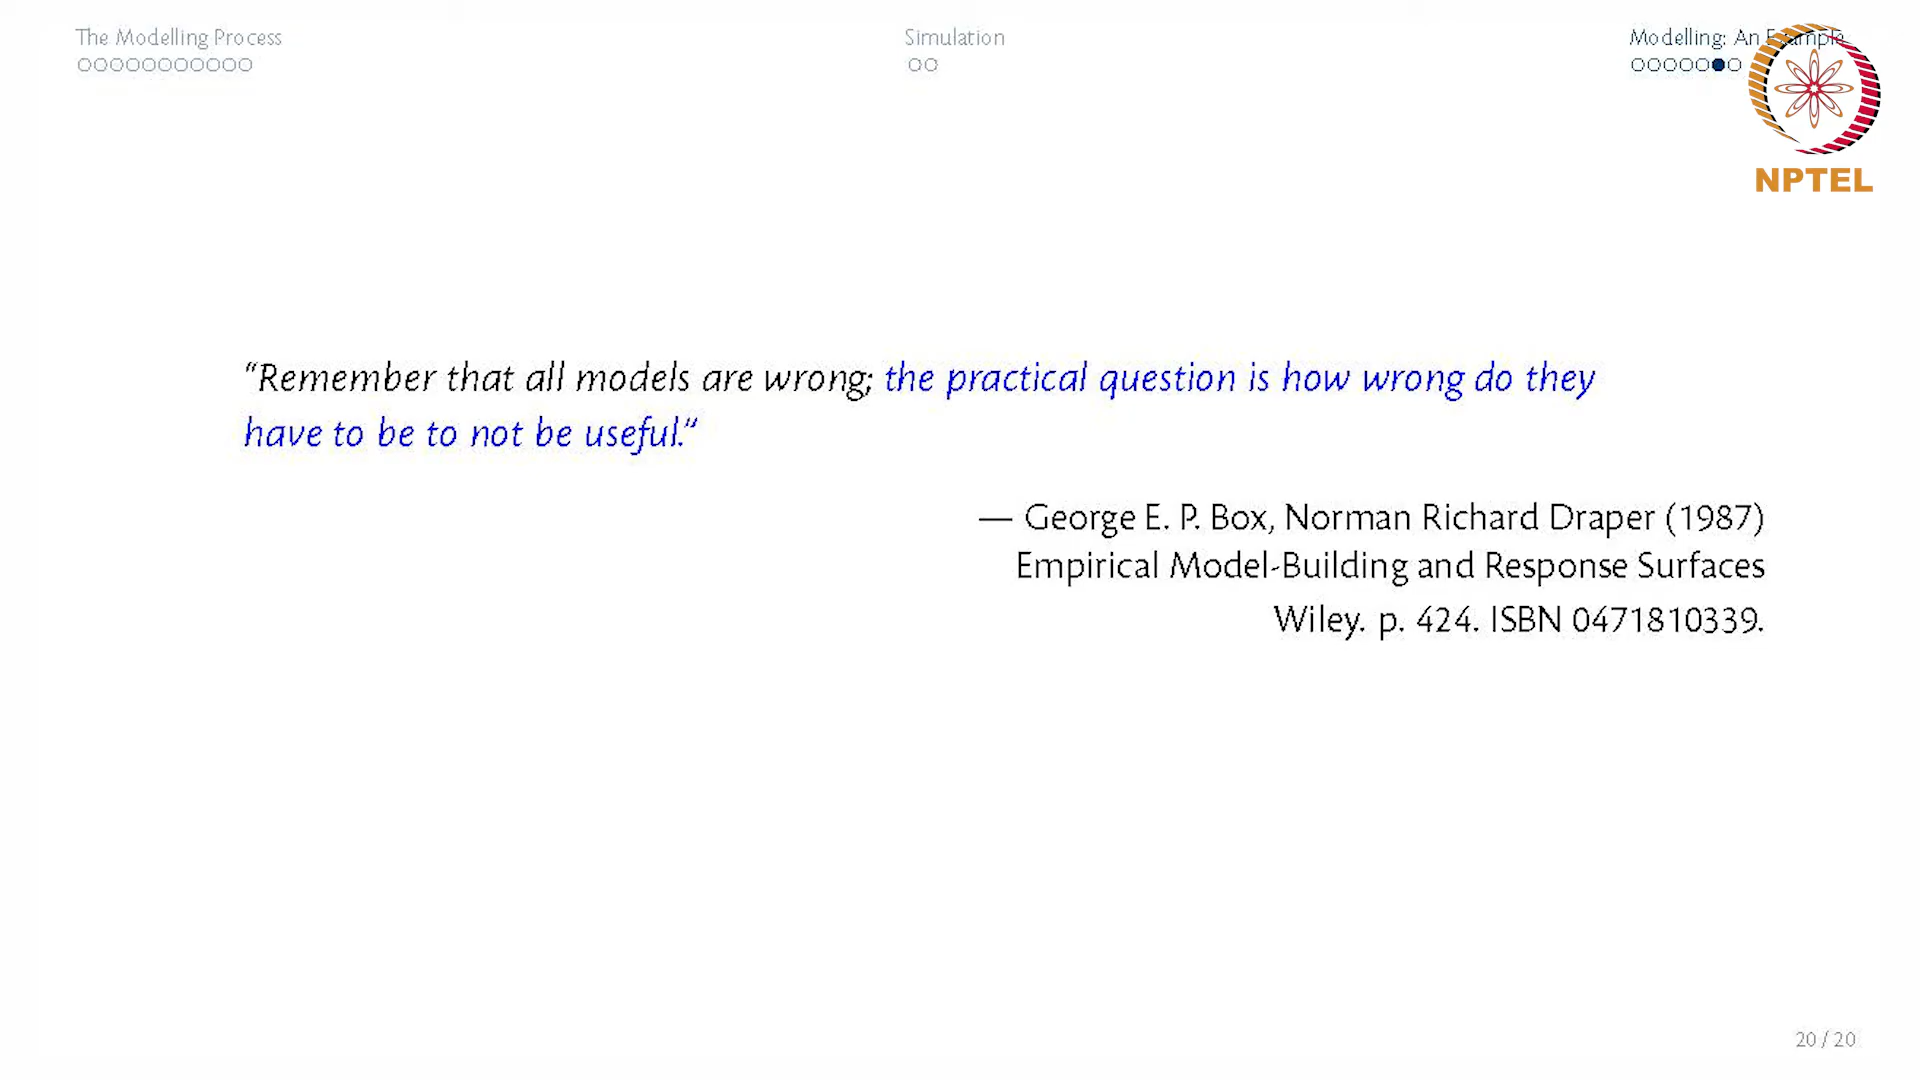 The Modelling Process
Simulation
Modelling: An Example
NPTEL
“Remember that all models are wrong; the practical question is how wrong do they
have to be to not be useful.”
— George E. P. Box, Norman Richard Draper (1987)
Empirical Model-Building and Response Surfaces
Wiley. p. 424. ISBN 0471810339.
20 / 20